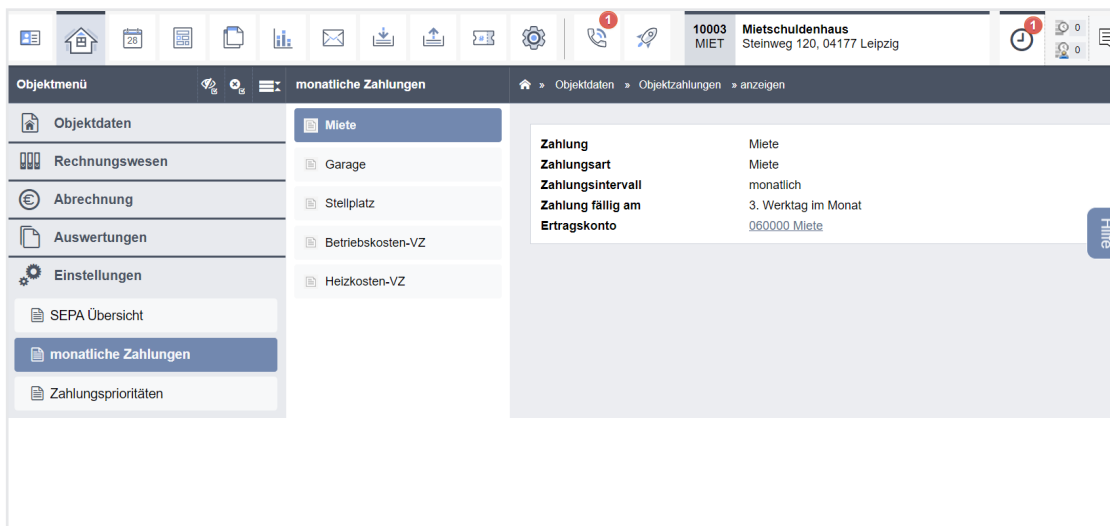 28
1
10003 Mietschuldenhaus
MIET Steinweg 120, 04177 Leipzig
1
0
0
Objektmenü
monatliche Zahlungen
» Objektdaten » Objektzahlungen » anzeigen
Objektdaten
Rechnungswesen
Abrechnung
Auswertungen
Einstellungen
SEPA Übersicht
monatliche Zahlungen
Zahlungsprioritäten
Miete
Garage
Stellplatz
Betriebskosten-VZ
Heizkosten-VZ
Zahlung Miete
Zahlungsart Miete
Zahlungsintervall monatlich
Zahlung fällig am 3. Werktag im Monat
Ertragskonto 060000 Miete
Hilfe